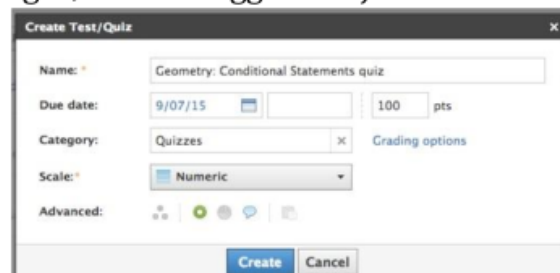 Create Test/Quiz ×
Name: * Geometry: Conditional Statements quiz
Due date: 9/07/15 100 pts
Category: Quizzes × Grading options
Scale:* Numeric
Advanced:
Create Cancel